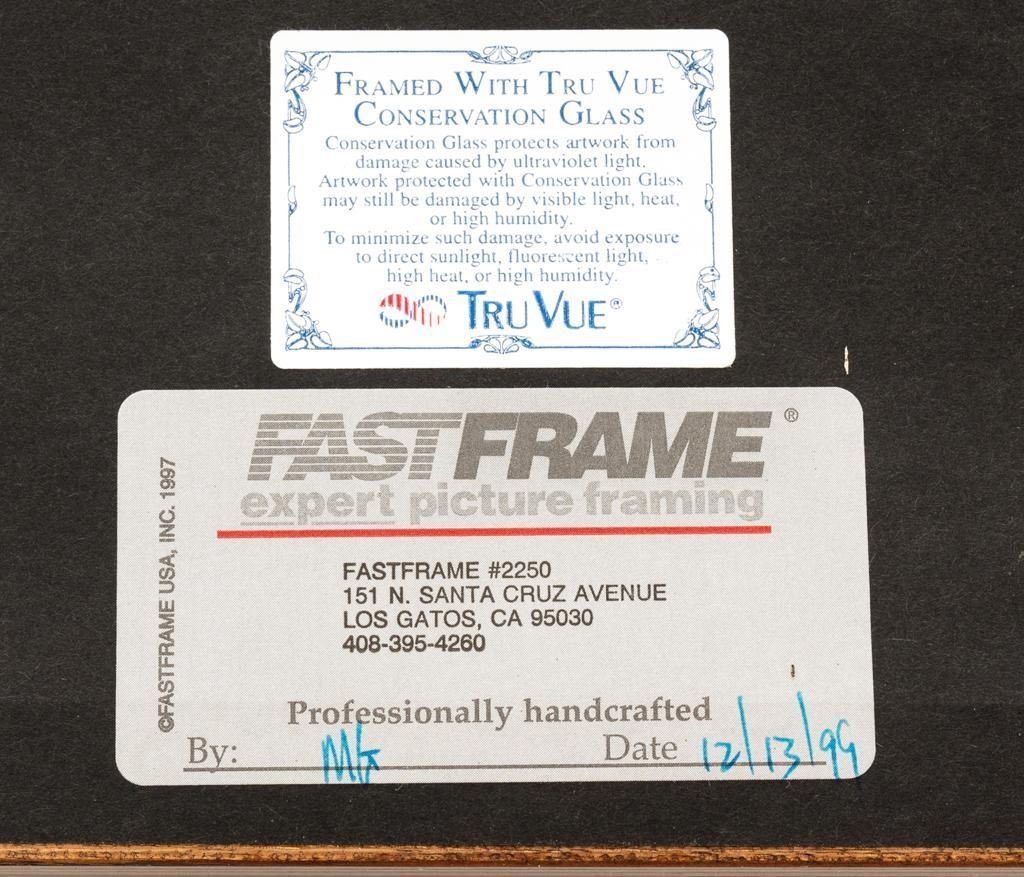 FRAMED WITH TRU VUE
CONSERVATION GLASS
Conservation Glass protects artwork from
damage caused by ultraviolet light.
Artwork protected with Conservation Glass
may still be damaged by visible light, heat,
or high humidity.
To minimize such damage, avoid exposure
to direct sunlight, fluorescent light,
high heat, or high humidity.
TRU VUE®
FASTFRAME®
expert picture framing
©FASTFRAME USA, INC. 1997
FASTFRAME #2250
151 N. SANTA CRUZ AVENUE
LOS GATOS, CA 95030
408-395-4260
Professionally handcrafted
By: MG Date 12/13/99